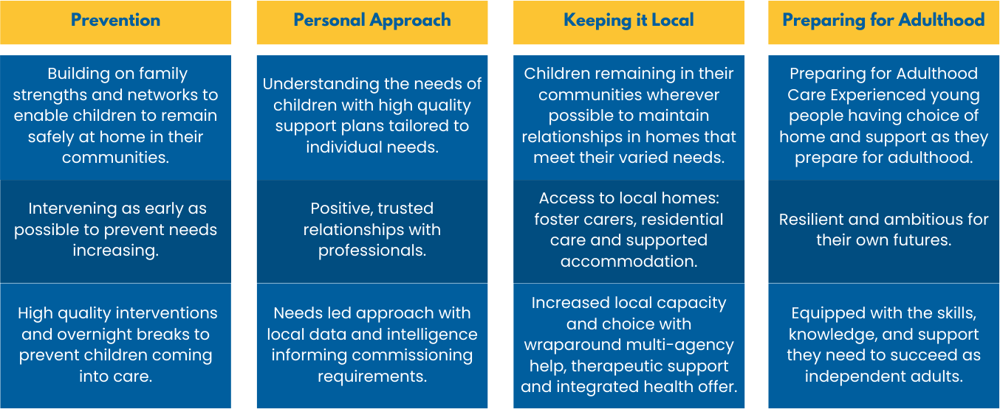 Prevention
Building on family
strengths and networks to
enable children to remain
safely at home in their
communities.
Intervening as early as
possible to prevent needs
increasing.
High quality interventions
and overnight breaks to
prevent children coming
into care.
Personal Approach
Understanding the needs of
children with high quality
support plans tailored to
individual needs.
Positive, trusted
relationships with
professionals.
Needs led approach with
local data and intelligence
informing commissioning
requirements.
Keeping it Local
Children remaining in their
communities wherever
possible to maintain
relationships in homes that
meet their varied needs.
Access to local homes:
foster carers, residential
care and supported
accommodation.
Increased local capacity
and choice with
wraparound multi-agency
help, therapeutic support
and integrated health offer.
Preparing for Adulthood
Preparing for Adulthood
Care Experienced young
people having choice of
home and support as they
prepare for adulthood.
Resilient and ambitious for
their own futures.
Equipped with the skills,
knowledge, and support
they need to succeed as
independent adults.